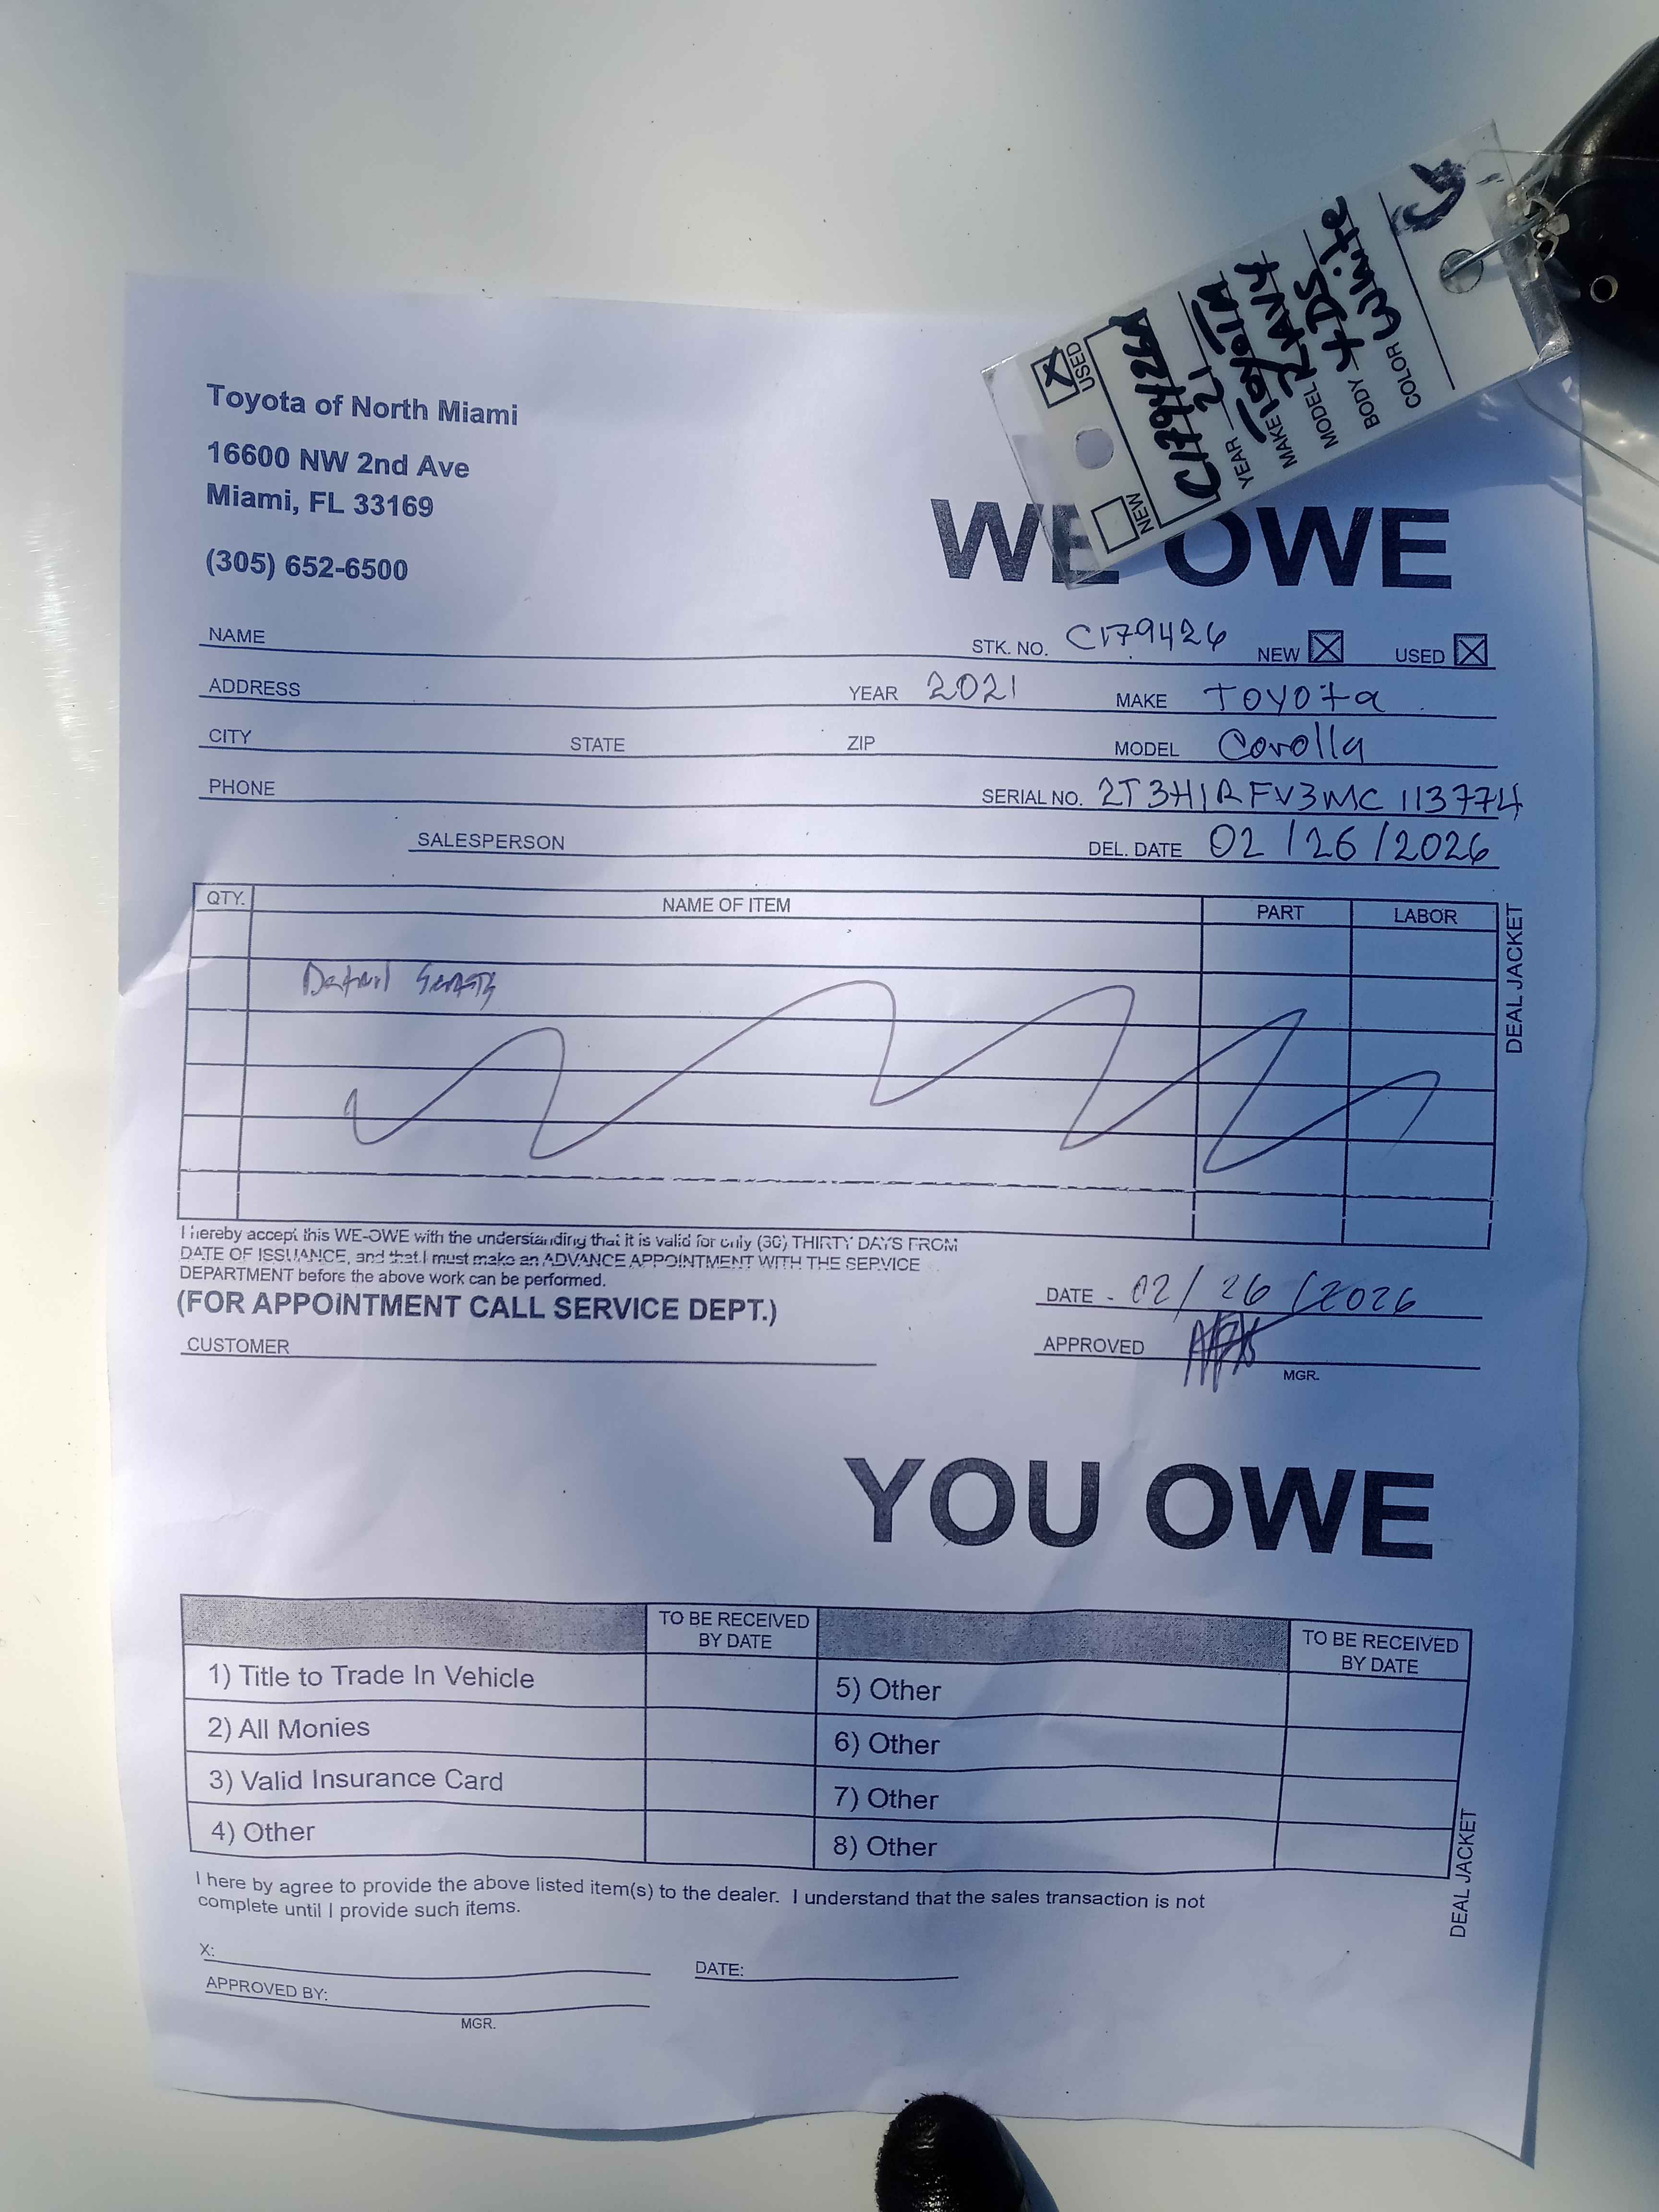 Toyota of North Miami
16600 NW 2nd Ave
Miami, FL 33169
(305) 652-6500
NEW USED
C179426A
YEAR 21
MAKE Toyota
MODEL RAV4
BODY 4DS
COLOR White
WE OWE
NAME STK. NO. C179426 NEW USED
ADDRESS YEAR 2021 MAKE Toyota
CITY STATE ZIP MODEL Corolla
PHONE SERIAL NO. 2T3H1RFV3MC113774
SALESPERSON DEL. DATE 02/26/2026
QTY. NAME OF ITEM PART LABOR
DEAL JACKET
Detail
I hereby accept this WE-OWE with the understanding that it is valid for only (30) THIRTY DAYS FROM
DATE OF ISSUANCE, and that I must make an ADVANCE APPOINTMENT WITH THE SERVICE
DEPARTMENT before the above work can be performed.
(FOR APPOINTMENT CALL SERVICE DEPT.)
DATE - 02/26/2026
CUSTOMER APPROVED
MGR.
YOU OWE
TO BE RECEIVED BY DATE TO BE RECEIVED BY DATE
1) Title to Trade In Vehicle 5) Other
2) All Monies 6) Other
3) Valid Insurance Card 7) Other
4) Other 8) Other
DEAL JACKET
I here by agree to provide the above listed item(s) to the dealer. I understand that the sales transaction is not
complete until I provide such items.
X: DATE:
APPROVED BY:
MGR.